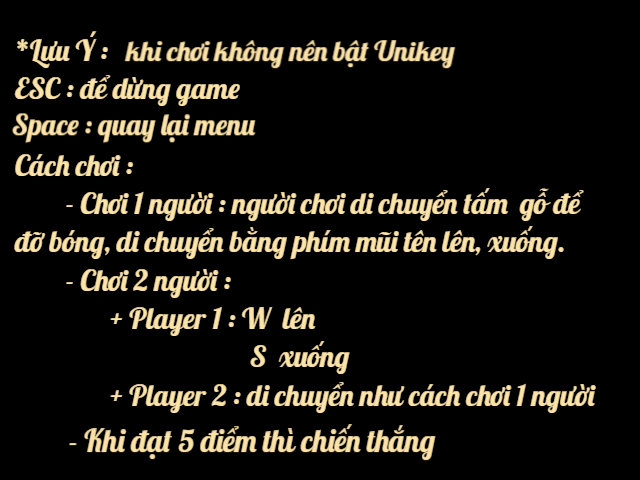 *Lưu Ý : khi chơi không nên bật Unikey
ESC : để dừng game
Space : quay lại menu
Cách chơi :
- Chơi 1 người : người chơi di chuyển tấm gỗ để
đỡ bóng, di chuyển bằng phím mũi tên lên, xuống.
- Chơi 2 người :
+ Player 1 : W lên
S xuống
+ Player 2 : di chuyển như cách chơi 1 người
- Khi đạt 5 điểm thì chiến thắng